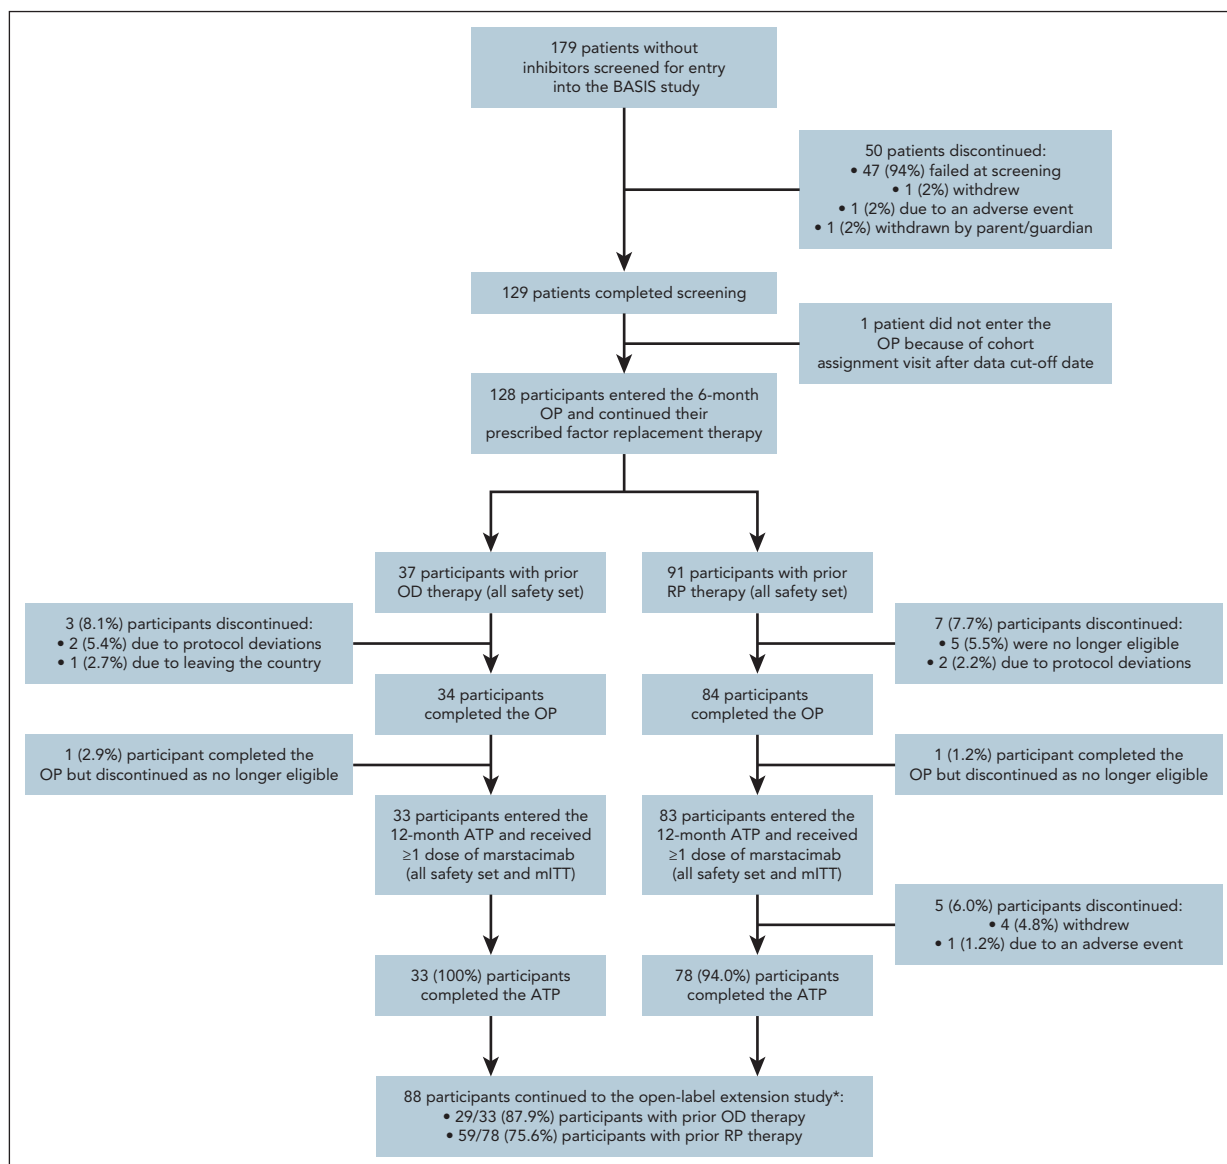 179 patients without
inhibitors screened for entry
into the BASIS study
50 patients discontinued:
• 47 (94%) failed at screening
• 1 (2%) withdrew
• 1 (2%) due to an adverse event
• 1 (2%) withdrawn by parent/guardian
129 patients completed screening
1 patient did not enter the
OP because of cohort
assignment visit after data cut-off date
128 participants entered the 6-month
OP and continued their
prescribed factor replacement therapy
37 participants with prior
OD therapy (all safety set)
91 participants with prior
RP therapy (all safety set)
3 (8.1%) participants discontinued:
• 2 (5.4%) due to protocol deviations
• 1 (2.7%) due to leaving the country
7 (7.7%) participants discontinued:
• 5 (5.5%) were no longer eligible
• 2 (2.2%) due to protocol deviations
34 participants
completed the OP
84 participants
completed the OP
1 (2.9%) participant completed the
OP but discontinued as no longer eligible
1 (1.2%) participant completed the
OP but discontinued as no longer eligible
33 participants entered the
12-month ATP and received
≥1 dose of marstacimab
(all safety set and mITT)
83 participants entered the
12-month ATP and received
≥1 dose of marstacimab
(all safety set and mITT)
5 (6.0%) participants discontinued:
• 4 (4.8%) withdrew
• 1 (1.2%) due to an adverse event
33 (100%) participants
completed the ATP
78 (94.0%) participants
completed the ATP
88 participants continued to the open-label extension study*:
• 29/33 (87.9%) participants with prior OD therapy
• 59/78 (75.6%) participants with prior RP therapy